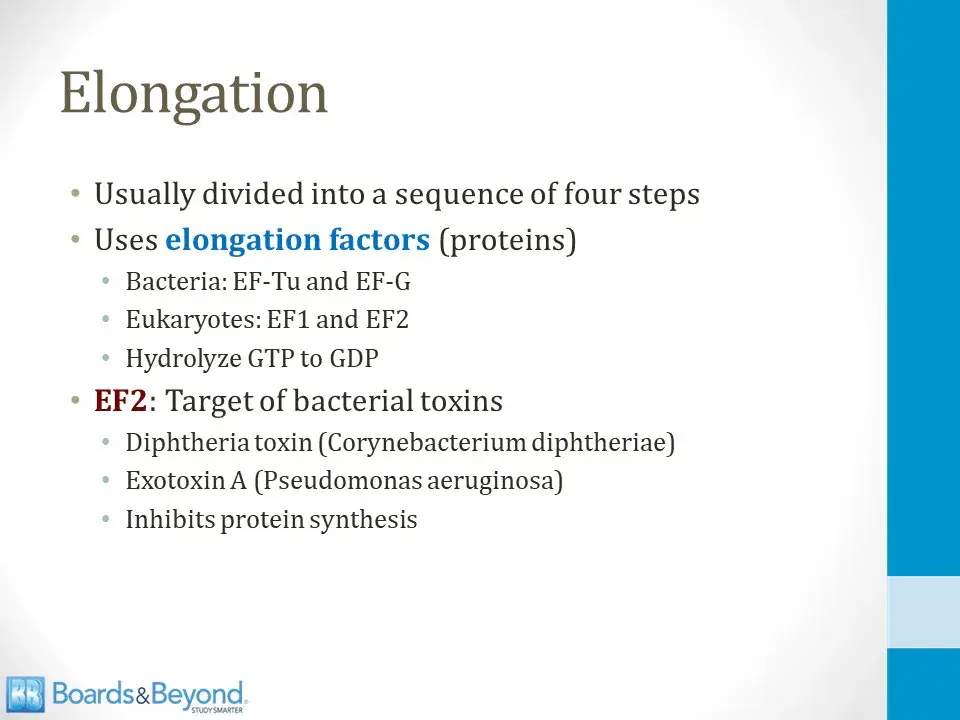 Elongation
• Usually divided into a sequence of four steps
• Uses elongation factors (proteins)
• Bacteria: EF-Tu and EF-G
• Eukaryotes: EF1 and EF2
• Hydrolyze GTP to GDP
• EF2: Target of bacterial toxins
• Diphtheria toxin (Corynebacterium diphtheriae)
• Exotoxin A (Pseudomonas aeruginosa)
• Inhibits protein synthesis
BB Boards&Beyond.
STUDY SMARTER